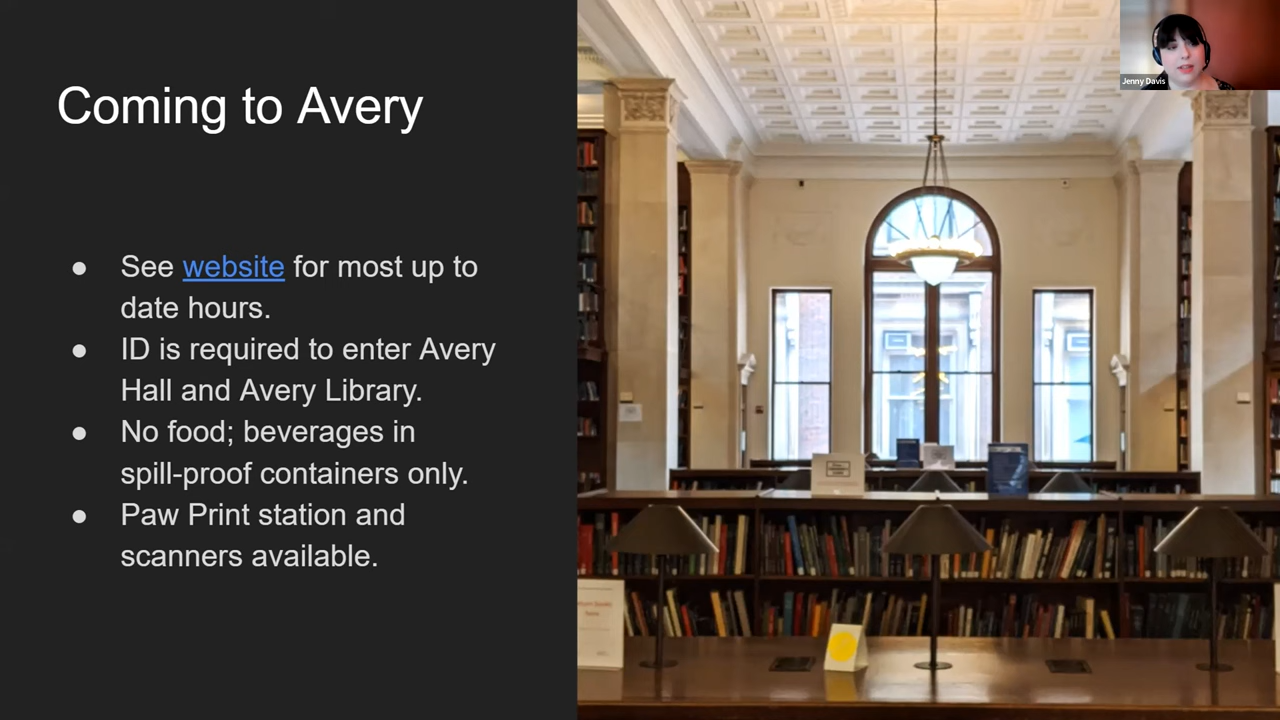 Coming to Avery
Jenny Davis
● See website for most up to
date hours.
● ID is required to enter Avery
Hall and Avery Library.
● No food; beverages in
spill-proof containers only.
● Paw Print station and
scanners available.